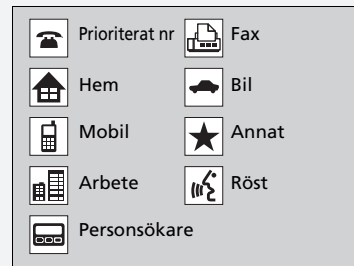 Prioriterat nr Fax
Hem Bil
Mobil Annat
Arbete Röst
Personsökare